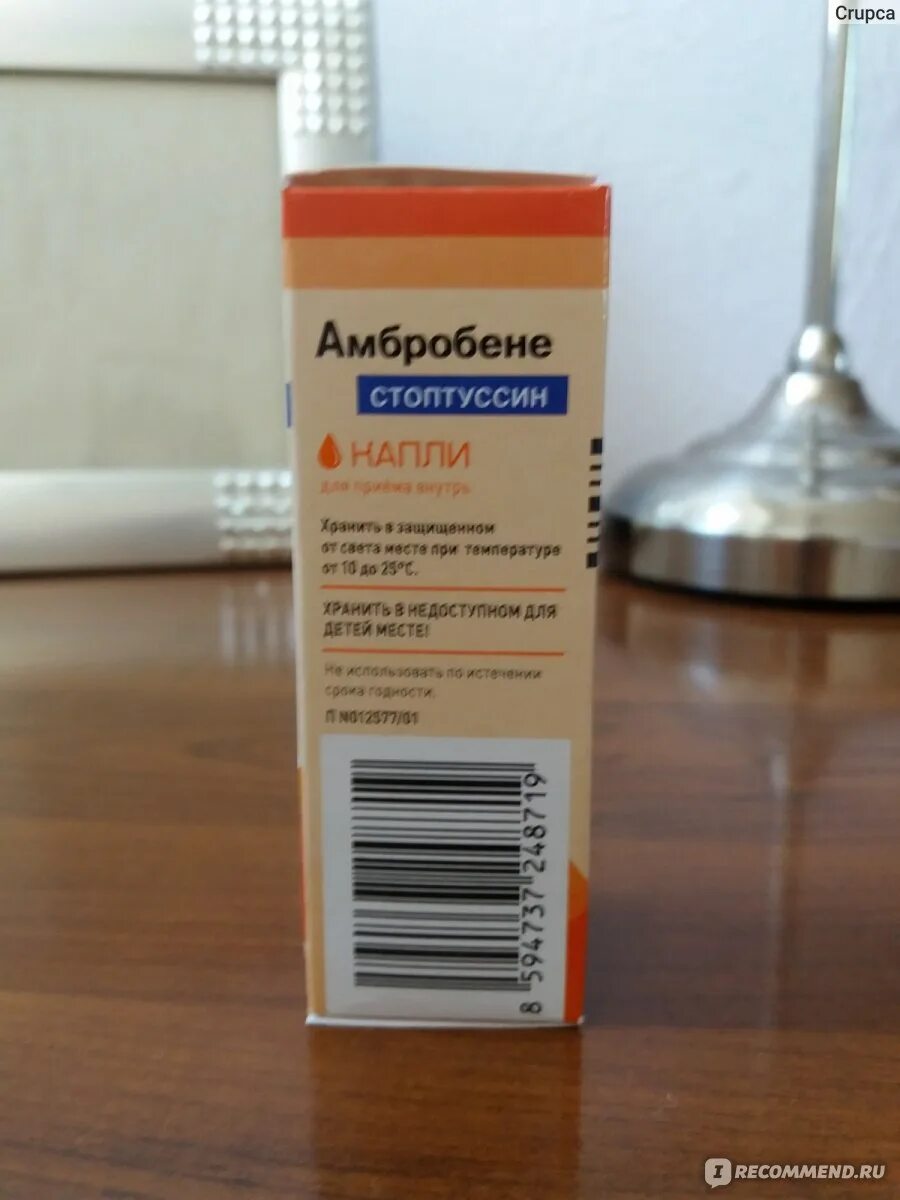 Crupca
Амбробене
СТОПТУССИН
КАПЛИ
для приёма внутрь
Хранить в защищенном
от света месте при температуре
от 10 до 25°С.
ХРАНИТЬ В НЕДОСТУПНОМ ДЛЯ
ДЕТЕЙ МЕСТЕ!
Не использовать по истечении
срока годности.
П N012577/01
8 594737 248719
IRECOMMEND.RU